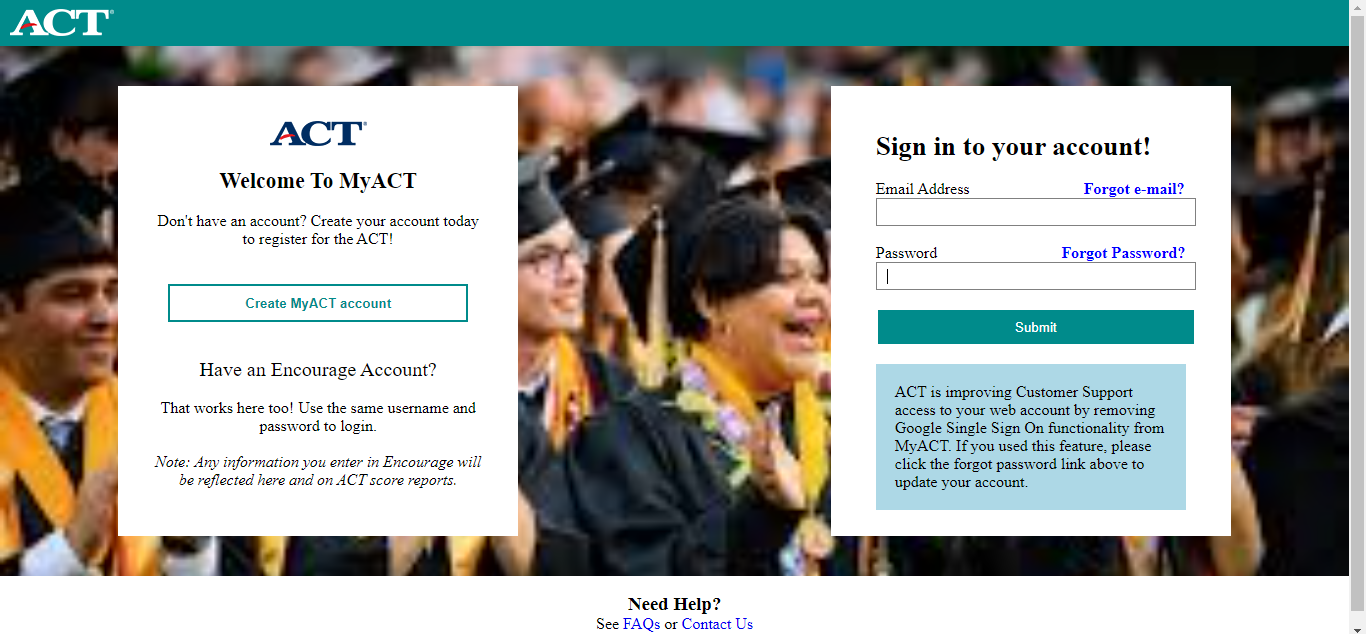 ACT®
ACT®
Welcome To MyACT
Don't have an account? Create your account today
to register for the ACT!
Create MyACT account
Have an Encourage Account?
That works here too! Use the same username and
password to login.
Note: Any information you enter in Encourage will
be reflected here and on ACT score reports.
Sign in to your account!
Email Address Forgot e-mail?
Password Forgot Password?
Submit
ACT is improving Customer Support
access to your web account by removing
Google Single Sign On functionality from
MyACT. If you used this feature, please
click the forgot password link above to
update your account.
Need Help?
See FAQs or Contact Us